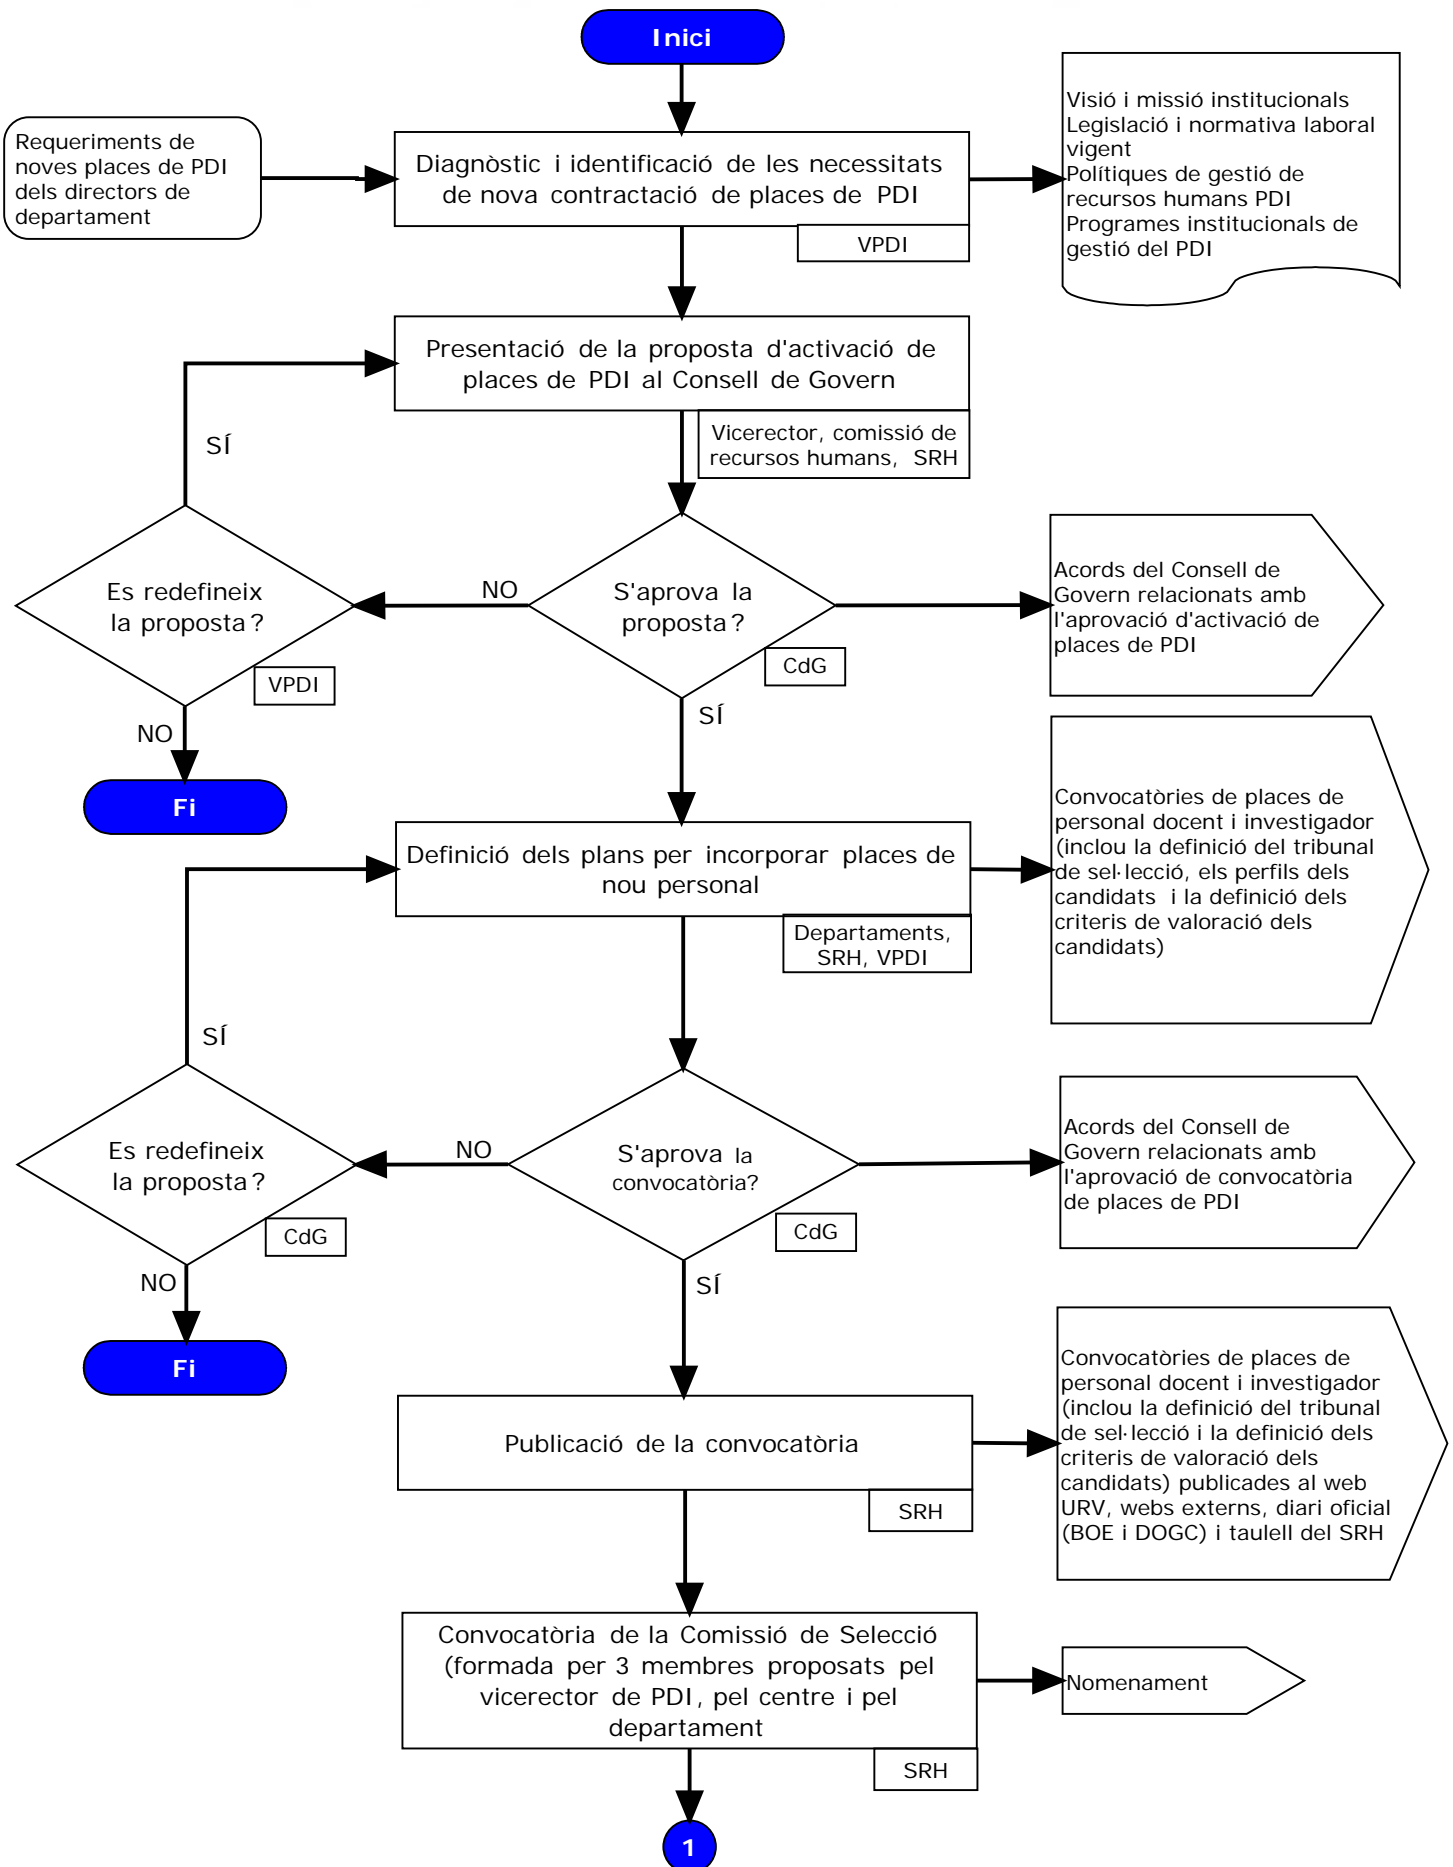 Inici
Requeriments de
noves places de PDI
dels directors de
departament
Diagnòstic i identificació de les necessitats
de nova contractació de places de PDI
VPDI
Visió i missió institucionals
Legislació i normativa laboral
vigent
Polítiques de gestió de
recursos humans PDI
Programes institucionals de
gestió del PDI
Presentació de la proposta d'activació de
places de PDI al Consell de Govern
Vicerector, comissió de
recursos humans, SRH
SÍ
Es redefineix
la proposta?
VPDI
NO
S'aprova la
proposta?
CdG
Acords del Consell de
Govern relacionats amb
l'aprovació d'activació de
places de PDI
NO
Fi
SÍ
Definició dels plans per incorporar places de
nou personal
Departaments,
SRH, VPDI
Convocatòries de places de
personal docent i investigador
(inclou la definició del tribunal
de sel·lecció, els perfils dels
candidats i la definició dels
criteris de valoració dels
candidats)
SÍ
Es redefineix
la proposta?
CdG
NO
S'aprova la
convocatòria?
CdG
Acords del Consell de
Govern relacionats amb
l'aprovació de convocatòria
de places de PDI
NO
Fi
SÍ
Publicació de la convocatòria
SRH
Convocatòries de places de
personal docent i investigador
(inclou la definició del tribunal
de sel·lecció i la definició dels
criteris de valoració dels
candidats) publicades al web
URV, webs externs, diari oficial
(BOE i DOGC) i taulell del SRH
Convocatòria de la Comissió de Selecció
(formada per 3 membres proposats pel
vicerector de PDI, pel centre i pel
departament
SRH
Nomenament
1